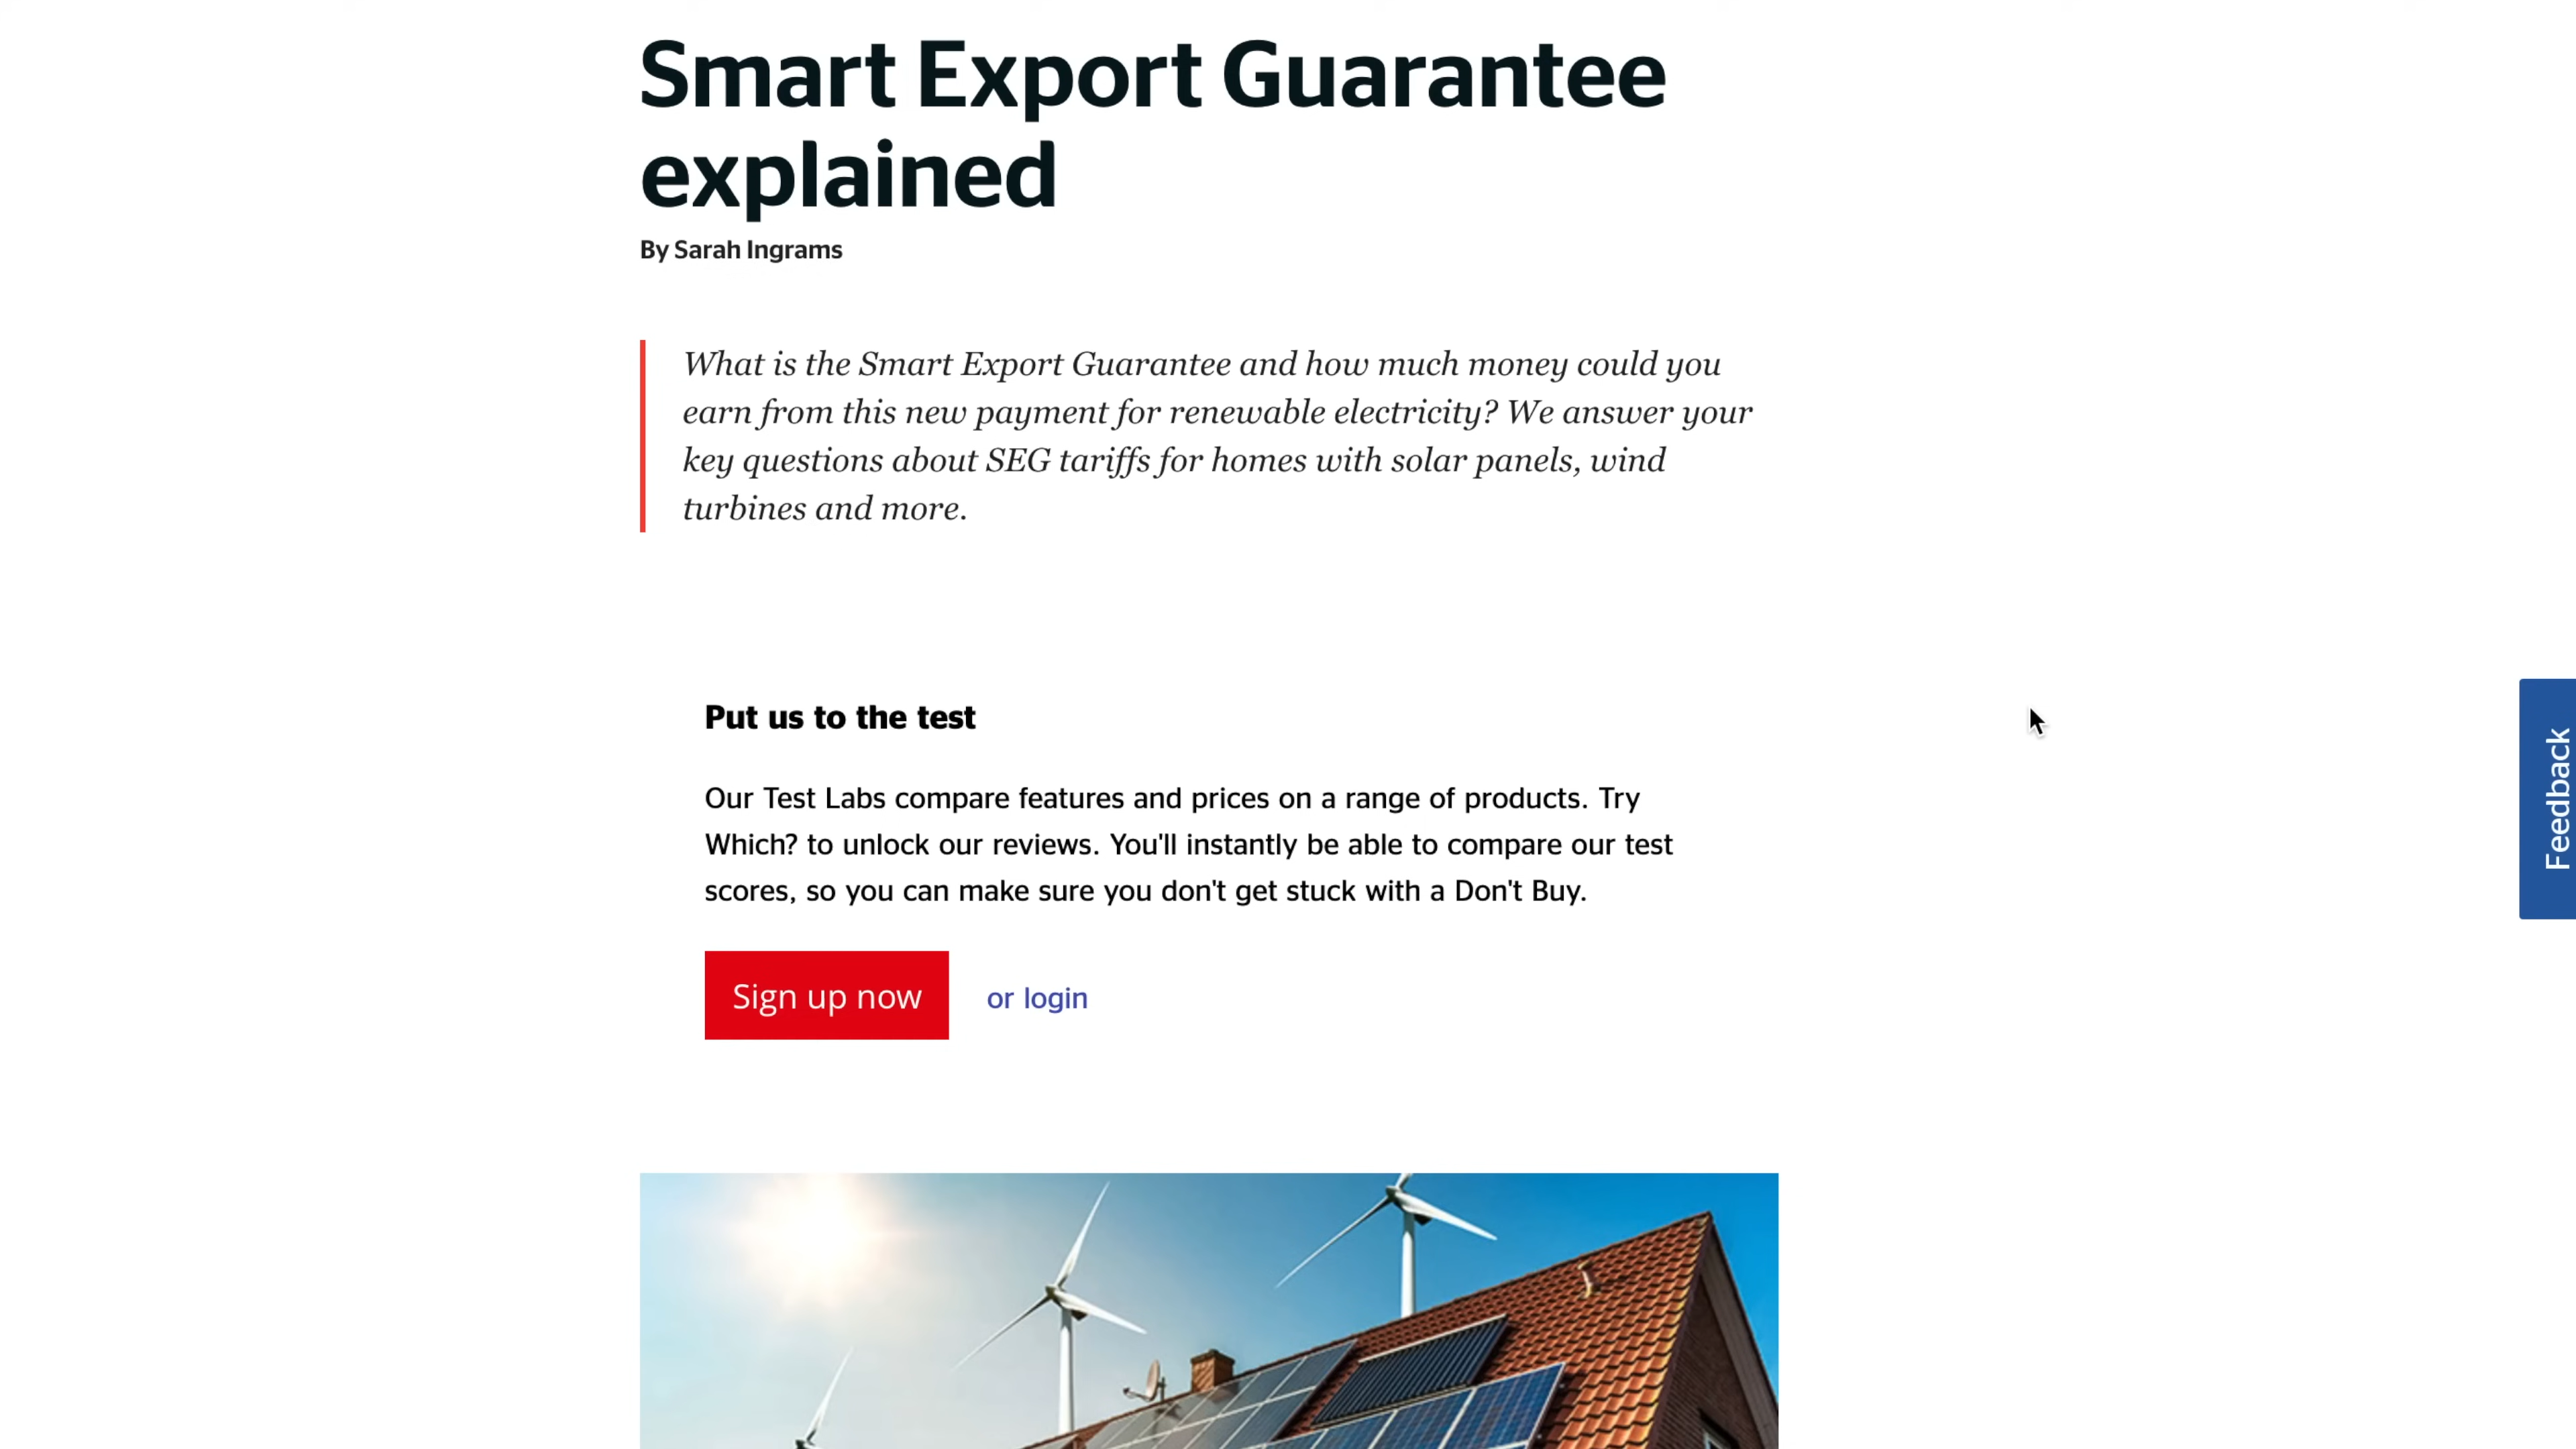 Smart Export Guarantee
explained
By Sarah Ingrams
What is the Smart Export Guarantee and how much money could you
earn from this new payment for renewable electricity? We answer your
key questions about SEG tariffs for homes with solar panels, wind
turbines and more.
Put us to the test
Our Test Labs compare features and prices on a range of products. Try
Which? to unlock our reviews. You'll instantly be able to compare our test
scores, so you can make sure you don't get stuck with a Don't Buy.
Sign up now or login
Feedback